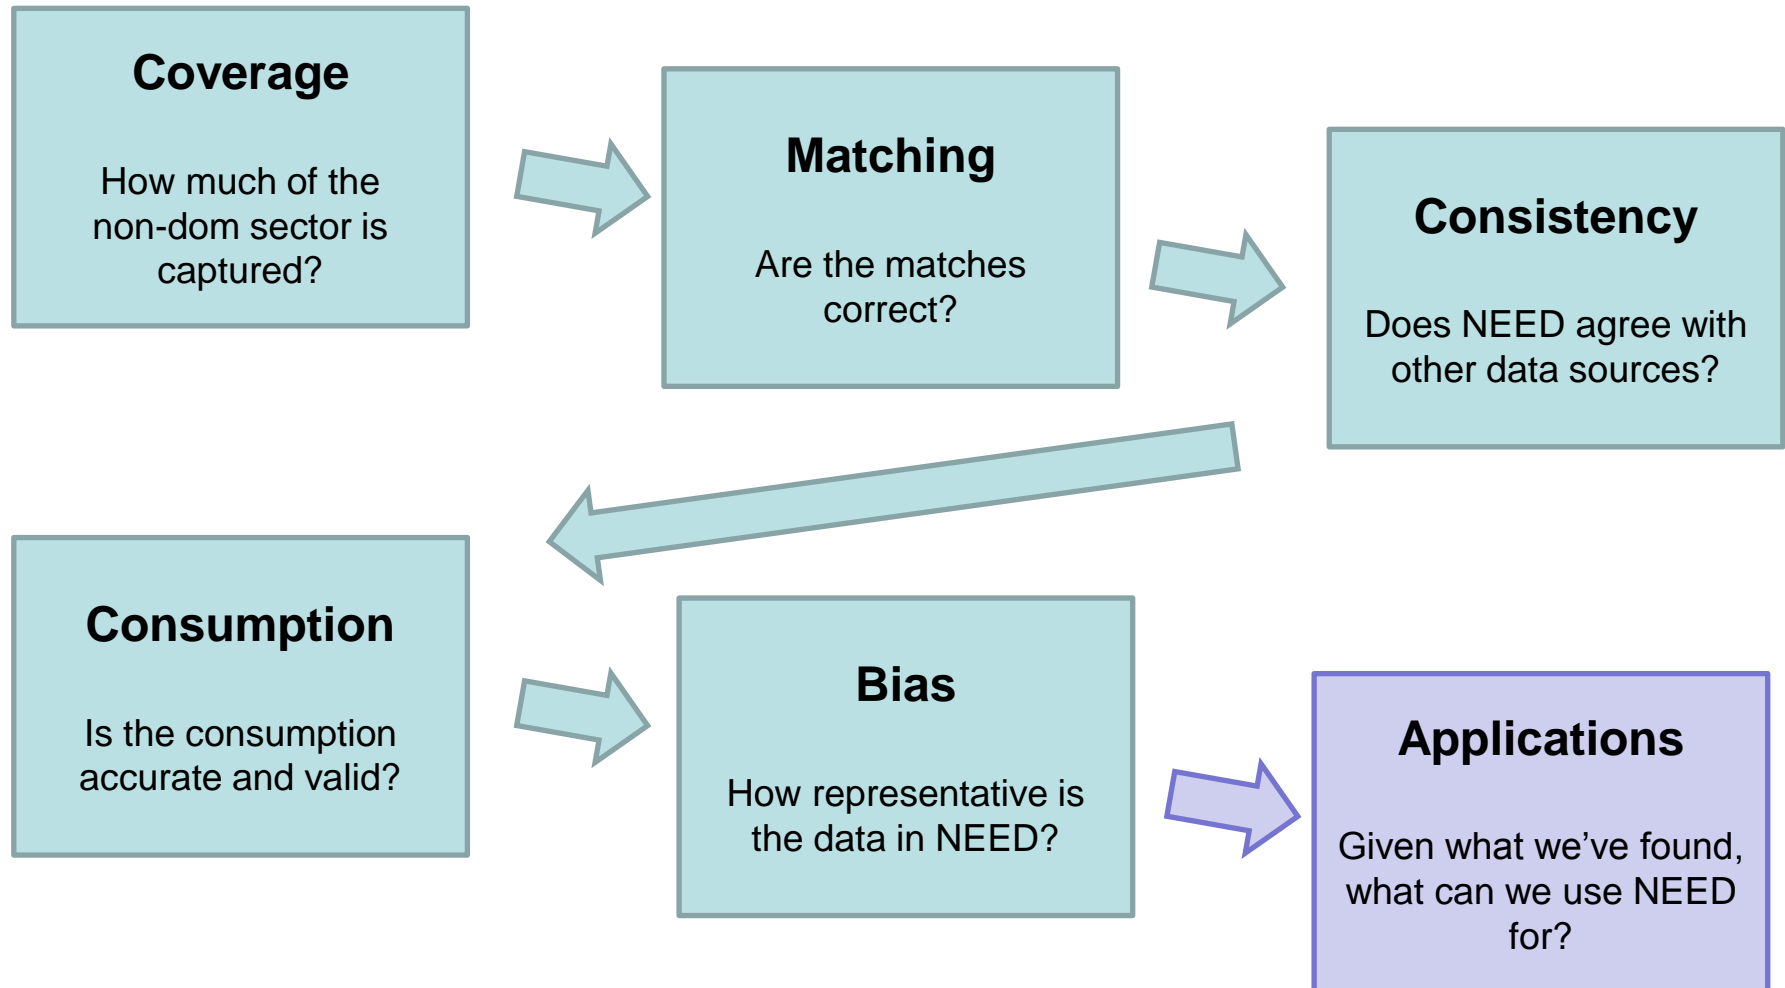 Coverage
How much of the
non-dom sector is
captured?
Matching
Are the matches
correct?
Consistency
Does NEED agree with
other data sources?
Consumption
Is the consumption
accurate and valid?
Bias
How representative is
the data in NEED?
Applications
Given what we’ve found,
what can we use NEED
for?